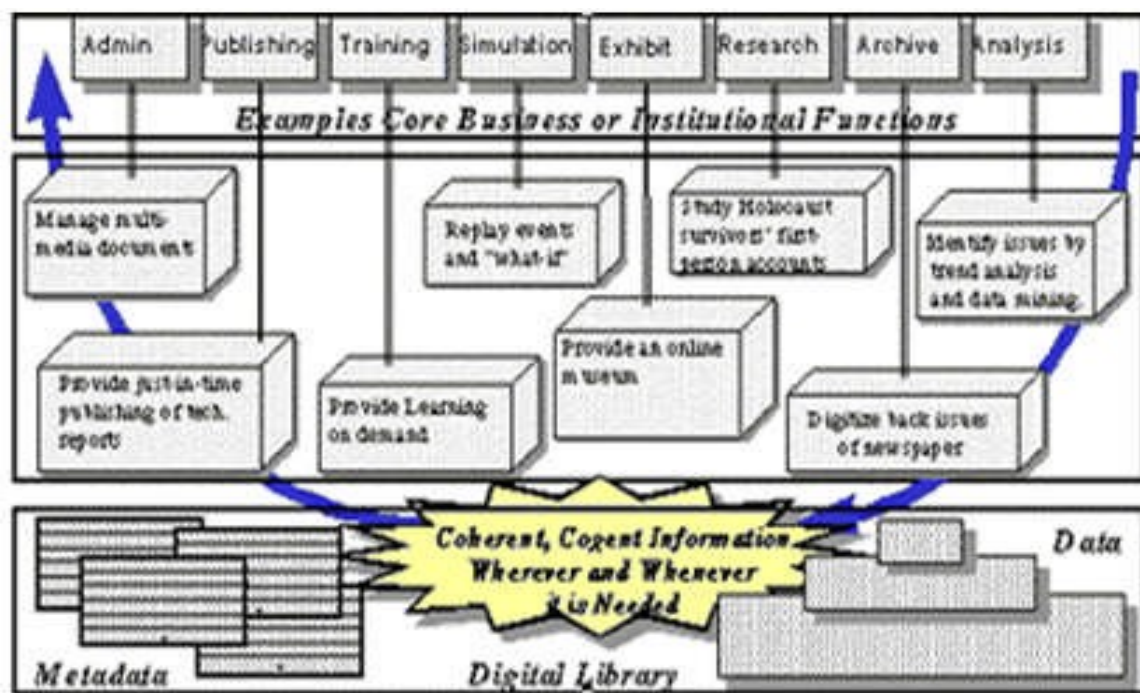 Admin
Publishing
Training
Simulation
Exhibit
Research
Archive
Analysis
Examples Core Business or Institutional Functions
Manage multi-
media document
Replay events
and "what-if"
Study Holocaust
survivors' first-
person accounts
Identify issues by
trend analysis
and data mining.
Provide just-in-time
publishing of tech.
reports
Provide Learning
on demand
Provide an online
museum
Digitize back issues
of newspaper
Coherent, Cogent Information
Wherever and Whenever
it is Needed
Data
Metadata
Digital Library